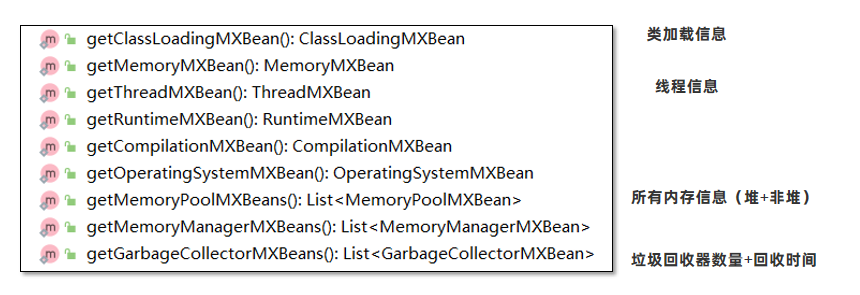 getClassLoadingMXBean(): ClassLoadingMXBean 类加载信息
getMemoryMXBean(): MemoryMXBean
getThreadMXBean(): ThreadMXBean 线程信息
getRuntimeMXBean(): RuntimeMXBean
getCompilationMXBean(): CompilationMXBean
getOperatingSystemMXBean(): OperatingSystemMXBean
getMemoryPoolMXBeans(): List<MemoryPoolMXBean> 所有内存信息（堆+非堆）
getMemoryManagerMXBeans(): List<MemoryManagerMXBean>
getGarbageCollectorMXBeans(): List<GarbageCollectorMXBean> 垃圾回收器数量+回收时间